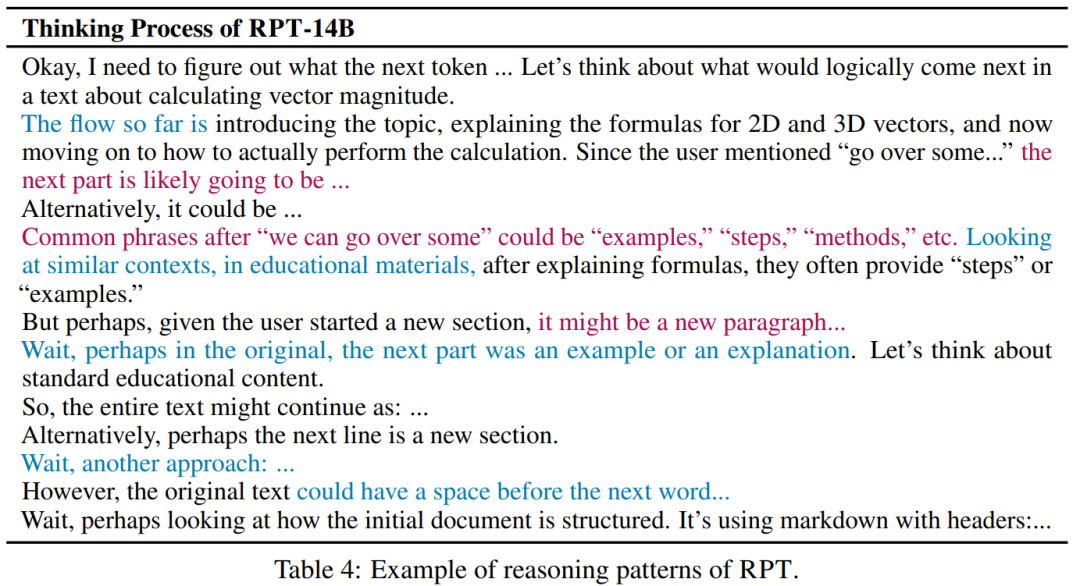 Thinking Process of RPT-14B
Okay, I need to figure out what the next token ... Let’s think about what would logically come next in
a text about calculating vector magnitude.
The flow so far is introducing the topic, explaining the formulas for 2D and 3D vectors, and now
moving on to how to actually perform the calculation. Since the user mentioned “go over some...” the
next part is likely going to be ...
Alternatively, it could be ...
Common phrases after “we can go over some” could be “examples,” “steps,” “methods,” etc. Looking
at similar contexts, in educational materials, after explaining formulas, they often provide “steps” or
“examples.”
But perhaps, given the user started a new section, it might be a new paragraph...
Wait, perhaps in the original, the next part was an example or an explanation. Let’s think about
standard educational content.
So, the entire text might continue as: ...
Alternatively, perhaps the next line is a new section.
Wait, another approach: ...
However, the original text could have a space before the next word...
Wait, perhaps looking at how the initial document is structured. It’s using markdown with headers:...
Table 4: Example of reasoning patterns of RPT.